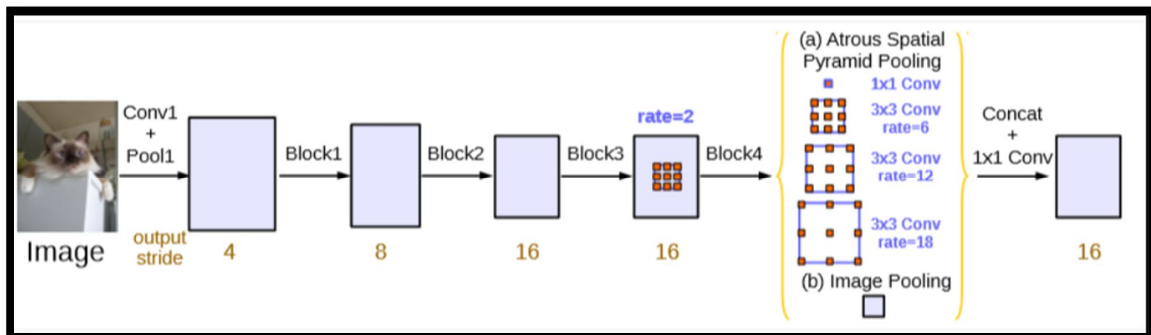 Image
Conv1
+
Pool1
output
stride
4
Block1
8
Block2
16
Block3
rate=2
16
Block4
(a) Atrous Spatial
Pyramid Pooling
1x1 Conv
3x3 Conv
rate=6
3x3 Conv
rate=12
3x3 Conv
rate=18
(b) Image Pooling
Concat
+
1x1 Conv
16